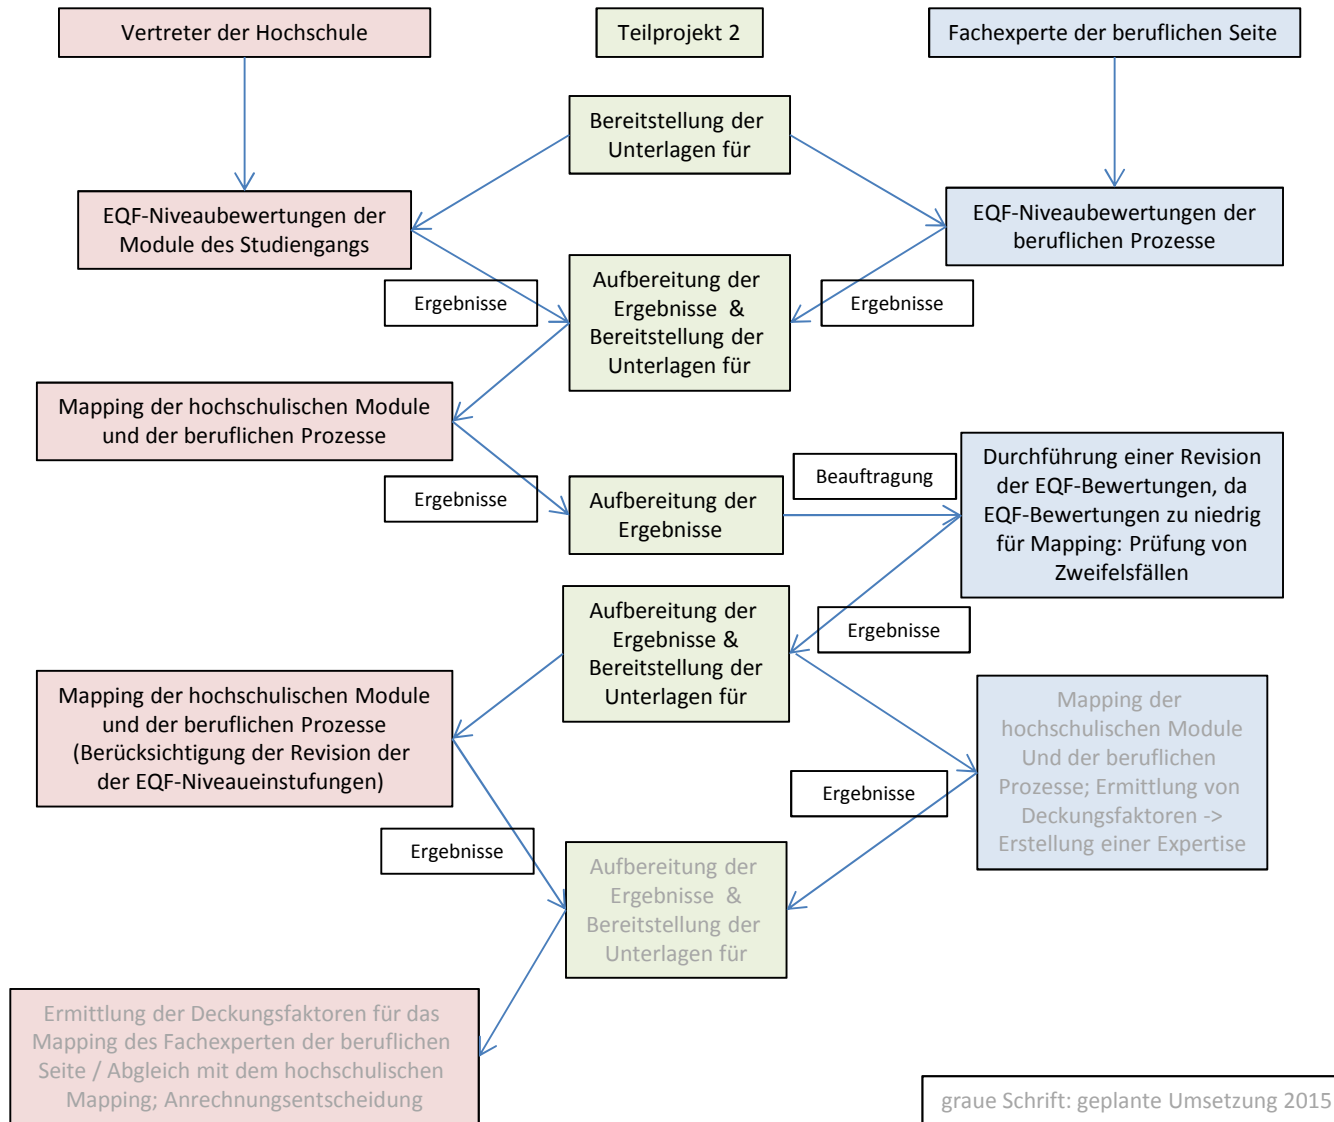 Vertreter der Hochschule
Teilprojekt 2
Fachexperte der beruflichen Seite
Bereitstellung der
Unterlagen für
EQF-Niveaubewertungen der
Module des Studiengangs
EQF-Niveaubewertungen der
beruflichen Prozesse
Ergebnisse
Aufbereitung der
Ergebnisse &
Bereitstellung der
Unterlagen für
Ergebnisse
Mapping der hochschulischen Module
und der beruflichen Prozesse
Ergebnisse
Aufbereitung der
Ergebnisse
Beauftragung
Durchführung einer Revision
der EQF-Bewertungen, da
EQF-Bewertungen zu niedrig
für Mapping: Prüfung von
Zweifelsfällen
Aufbereitung der
Ergebnisse &
Bereitstellung der
Unterlagen für
Ergebnisse
Mapping der hochschulischen Module
und der beruflichen Prozesse
(Berücksichtigung der Revision der
der EQF-Niveaueinstufungen)
Mapping der
hochschulischen Module
Und der beruflichen
Prozesse; Ermittlung von
Deckungsfaktoren ->
Erstellung einer Expertise
Ergebnisse
Ergebnisse
Aufbereitung der
Ergebnisse &
Bereitstellung der
Unterlagen für
Ermittlung der Deckungsfaktoren für das
Mapping des Fachexperten der beruflichen
Seite / Abgleich mit dem hochschulischen
Mapping; Anrechnungsentscheidung
graue Schrift: geplante Umsetzung 2015